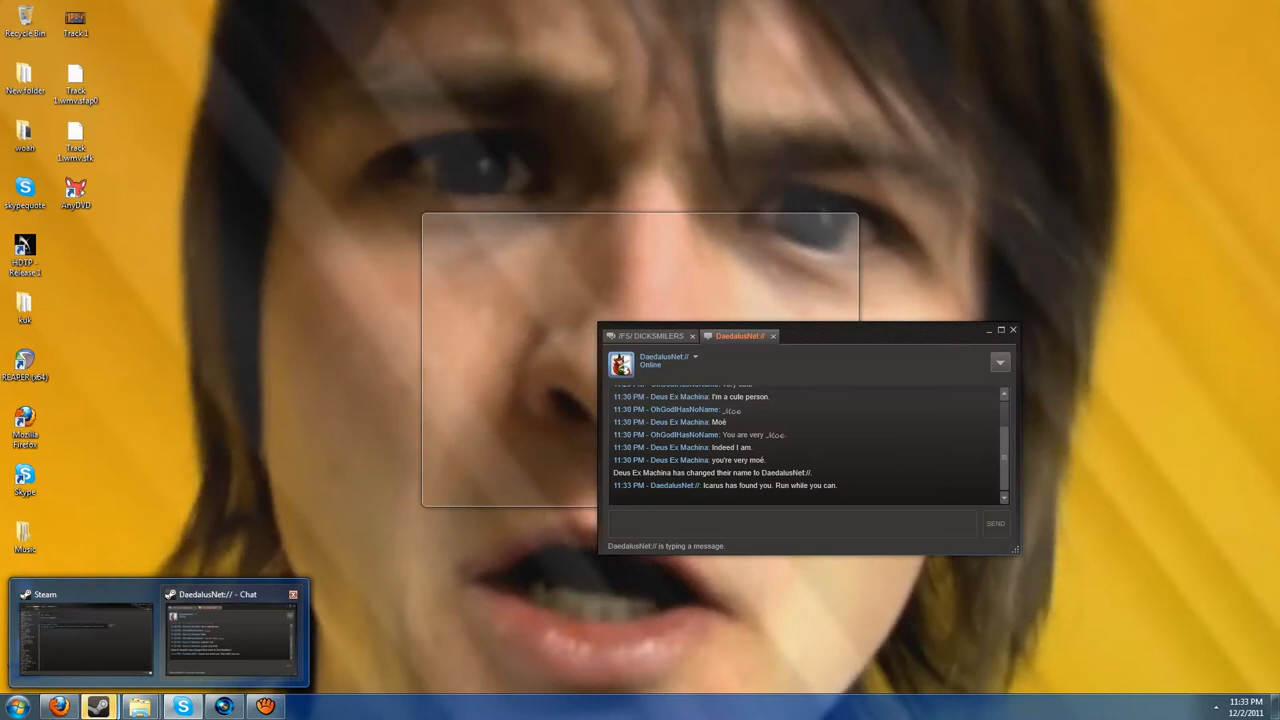 Recycle Bin
Track 1
New folder
Track
1.wmv.sfap0
woah
Track
1.wmv.sfk
skypequote
AnyDVD
HDTP -
Release 1
kuk
REAPER (x64)
Mozilla
Firefox
Skype
Music
/FS/ DICKSMILERS
DaedalusNet://
DaedalusNet://
Online
11:30 PM - Deus Ex Machina: I'm a cute person.
11:30 PM - OhGodIHasNoName: _Moe
11:30 PM - Deus Ex Machina: Moé
11:30 PM - OhGodIHasNoName: You are very _Moe.
11:30 PM - Deus Ex Machina: Indeed I am.
11:30 PM - Deus Ex Machina: you're very moé.
Deus Ex Machina has changed their name to DaedalusNet://.
11:33 PM - DaedalusNet://: Icarus has found you. Run while you can.
SEND
DaedalusNet:// is typing a message.
Steam
DaedalusNet:// - Chat
11:33 PM
12/2/2011